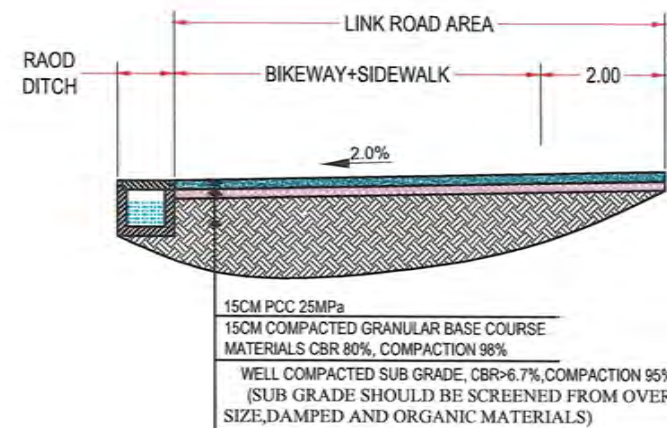 LINK ROAD AREA
RAOD
DITCH
BIKEWAY+SIDEWALK
2.00
2.0%
15CM PCC 25MPa
15CM COMPACTED GRANULAR BASE COURSE
MATERIALS CBR 80%, COMPACTION 98%
WELL COMPACTED SUB GRADE, CBR>6.7%,COMPACTION 95%
(SUB GRADE SHOULD BE SCREENED FROM OVER
SIZE,DAMPED AND ORGANIC MATERIALS)